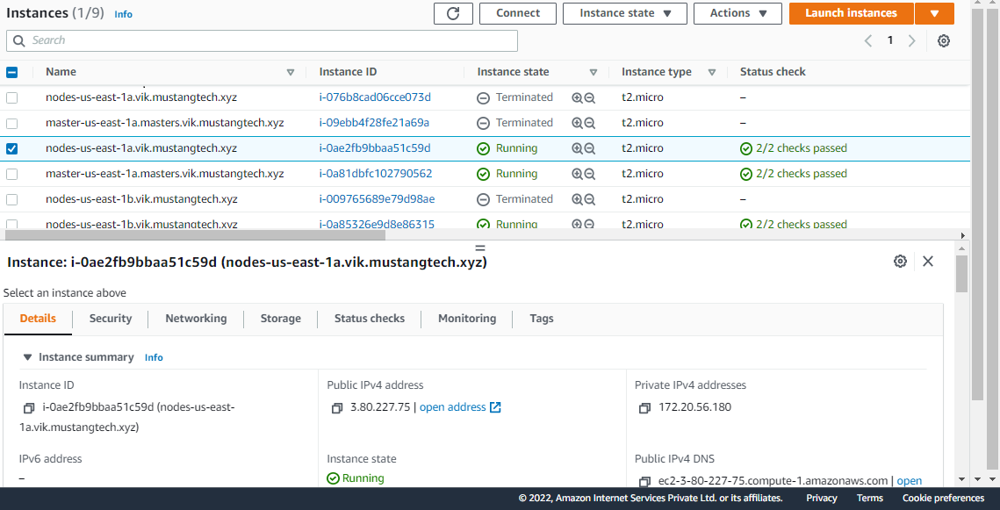 Instances (1/9) Info Connect Instance state Actions Launch instances
Search 1
Name Instance ID Instance state Instance type Status check
nodes-us-east-1a.vik.mustangtech.xyz i-076b8cad06cce073d Terminated t2.micro –
master-us-east-1a.masters.vik.mustangtech.xyz i-09ebb4f28fe21a69a Terminated t2.micro –
nodes-us-east-1a.vik.mustangtech.xyz i-0ae2fb9bbaa51c59d Running t2.micro 2/2 checks passed
master-us-east-1a.masters.vik.mustangtech.xyz i-0a81dbfc102790562 Running t2.micro 2/2 checks passed
nodes-us-east-1b.vik.mustangtech.xyz i-009765689e79d98ae Terminated t2.micro –
nodes-us-east-1b.vik.mustangtech.xyz i-0a85326e9d8e86315 Running t2.micro 2/2 checks passed
Instance: i-0ae2fb9bbaa51c59d (nodes-us-east-1a.vik.mustangtech.xyz)
Select an instance above
Details Security Networking Storage Status checks Monitoring Tags
Instance summary Info
Instance ID Public IPv4 address Private IPv4 addresses
i-0ae2fb9bbaa51c59d (nodes-us-east- 3.80.227.75 | open address 172.20.56.180
1a.vik.mustangtech.xyz)
IPv6 address Instance state Public IPv4 DNS
– Running ec2-3-80-227-75.compute-1.amazonaws.com | open
© 2022, Amazon Internet Services Private Ltd. or its affiliates. Privacy Terms Cookie preferences